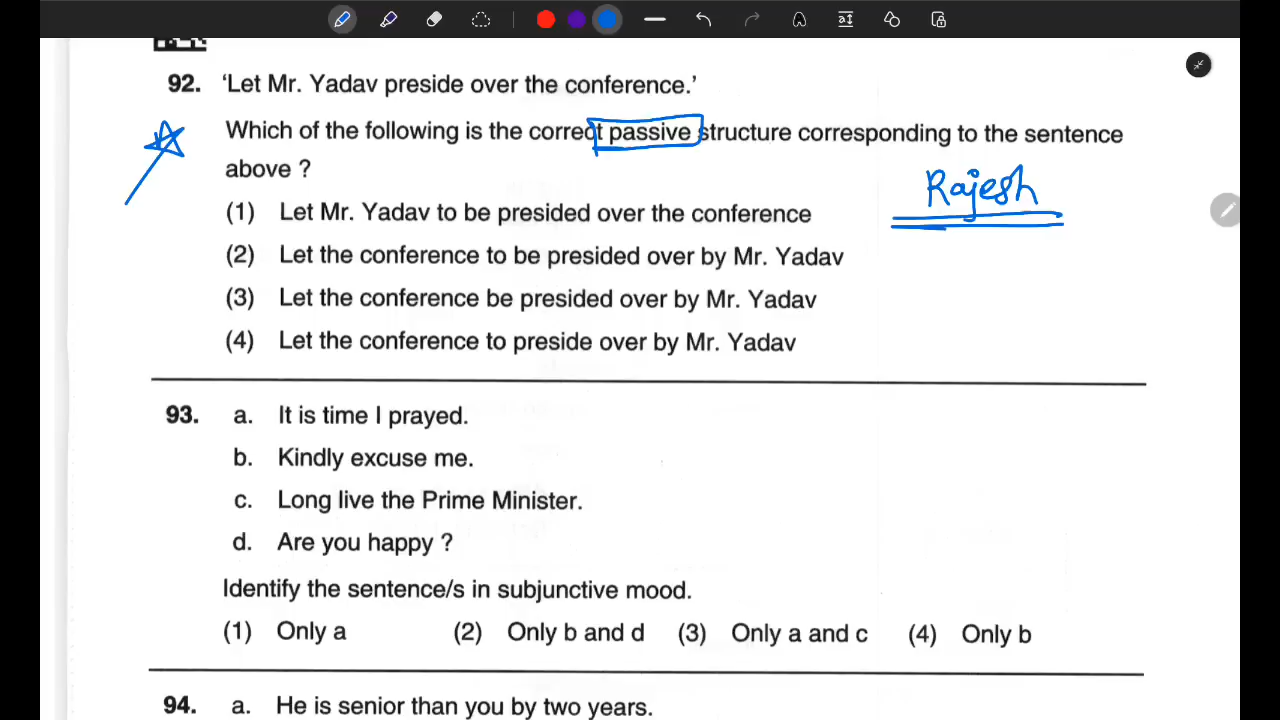 92. ‘Let Mr. Yadav preside over the conference.’
Which of the following is the correct passive structure corresponding to the sentence
above ?
Rajesh
(1) Let Mr. Yadav to be presided over the conference
(2) Let the conference to be presided over by Mr. Yadav
(3) Let the conference be presided over by Mr. Yadav
(4) Let the conference to preside over by Mr. Yadav
93. a. It is time I prayed.
b. Kindly excuse me.
c. Long live the Prime Minister.
d. Are you happy ?
Identify the sentence/s in subjunctive mood.
(1) Only a (2) Only b and d (3) Only a and c (4) Only b
94. a. He is senior than you by two years.